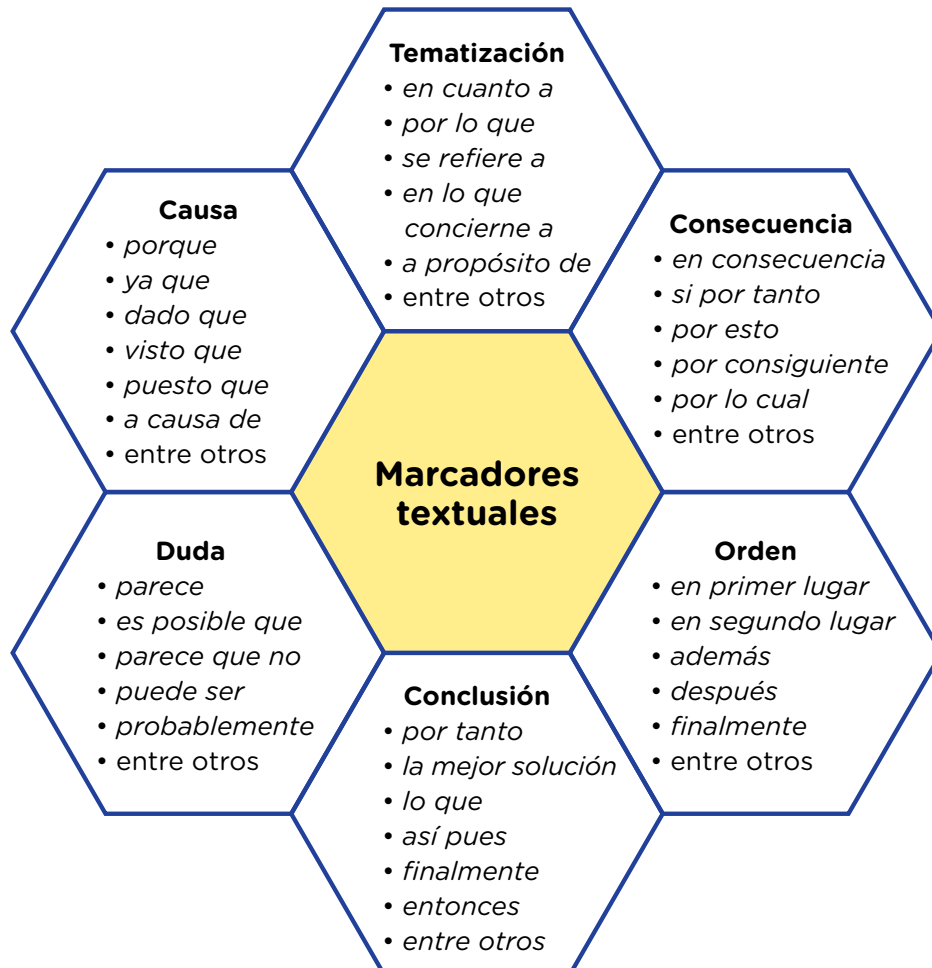 Tematización
• en cuanto a
• por lo que
• se refiere a
• en lo que
concierne a
• a propósito de
• entre otros
Causa
• porque
• ya que
• dado que
• visto que
• puesto que
• a causa de
• entre otros
Consecuencia
• en consecuencia
• si por tanto
• por esto
• por consiguiente
• por lo cual
• entre otros
Marcadores
textuales
Duda
• parece
• es posible que
• parece que no
• puede ser
• probablemente
• entre otros
Orden
• en primer lugar
• en segundo lugar
• además
• después
• finalmente
• entre otros
Conclusión
• por tanto
• la mejor solución
• lo que
• así pues
• finalmente
• entonces
• entre otros